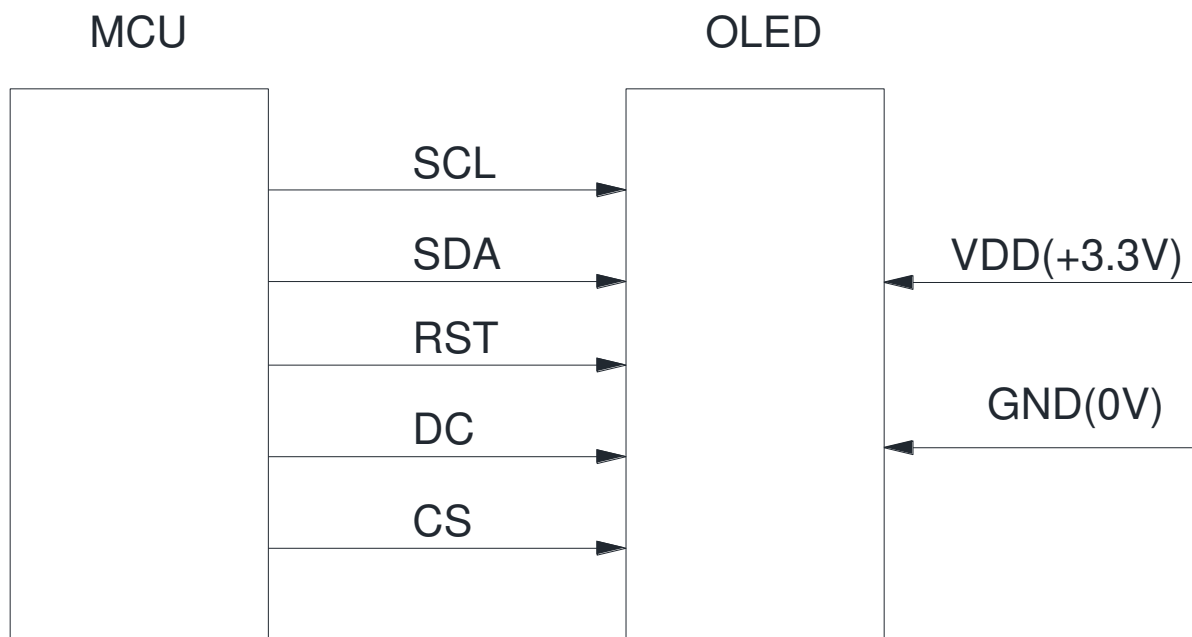 MCU
OLED
SCL
SDA
RST
DC
CS
VDD(+3.3V)
GND(0V)